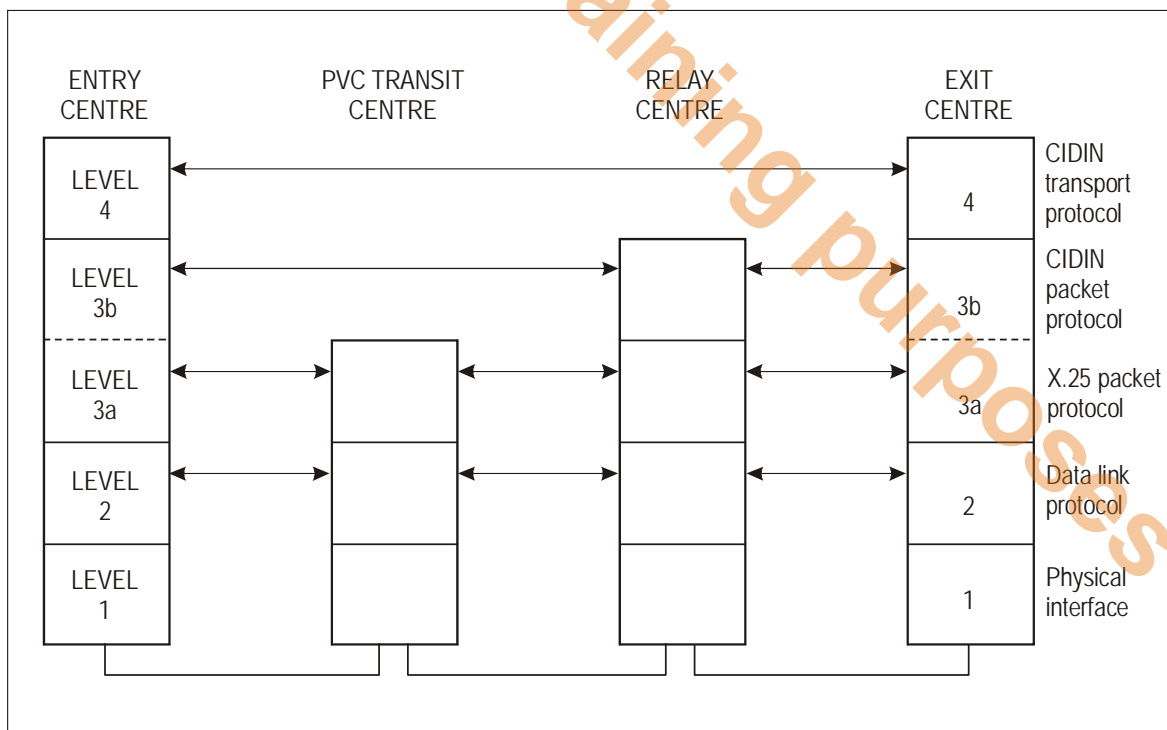 ENTRY
CENTRE
PVC TRANSIT
CENTRE
RELAY
CENTRE
EXIT
CENTRE
LEVEL
4
4
CIDIN
transport
protocol
LEVEL
3b
3b
CIDIN
packet
protocol
LEVEL
3a
3a
X.25 packet
protocol
LEVEL
2
2
Data link
protocol
LEVEL
1
1
Physical
interface
purposes